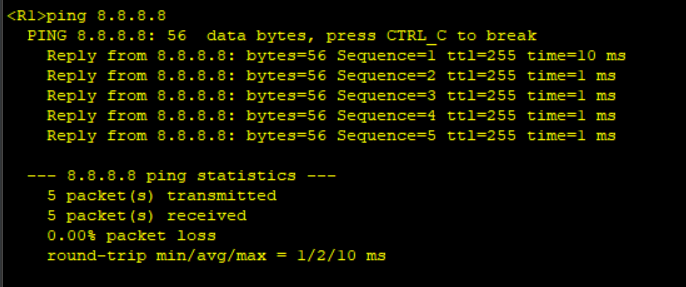 <R1>ping 8.8.8.8
PING 8.8.8.8: 56 data bytes, press CTRL_C to break
Reply from 8.8.8.8: bytes=56 Sequence=1 ttl=255 time=10 ms
Reply from 8.8.8.8: bytes=56 Sequence=2 ttl=255 time=1 ms
Reply from 8.8.8.8: bytes=56 Sequence=3 ttl=255 time=1 ms
Reply from 8.8.8.8: bytes=56 Sequence=4 ttl=255 time=1 ms
Reply from 8.8.8.8: bytes=56 Sequence=5 ttl=255 time=1 ms
--- 8.8.8.8 ping statistics ---
5 packet(s) transmitted
5 packet(s) received
0.00% packet loss
round-trip min/avg/max = 1/2/10 ms